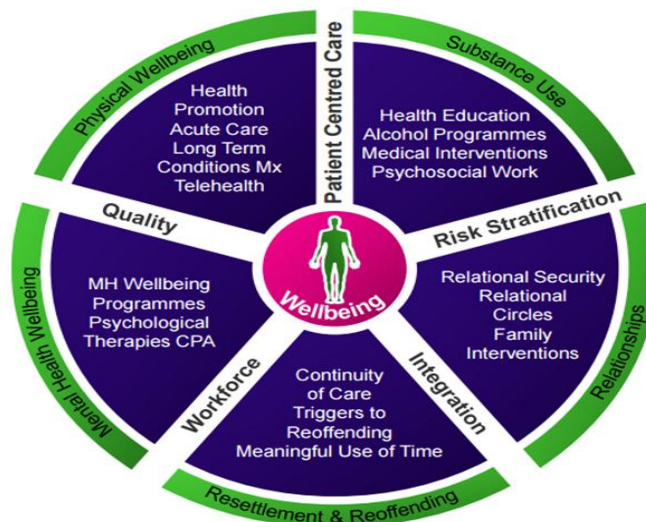 Physical Wellbeing
Health
Promotion
Acute Care
Long Term
Conditions Mx
Telehealth
Patient Centred Care
Substance Use
Health Education
Alcohol Programmes
Medical Interventions
Psychosocial Work
Quality
Risk Stratification
Wellbeing
Mental Health Wellbeing
MH Wellbeing
Programmes
Psychological
Therapies CPA
Relational Security
Relational
Circles
Family
Interventions
Relationships
Workforce
Integration
Continuity
of Care
Triggers to
Reoffending
Meaningful Use of Time
Resettlement & Reoffending